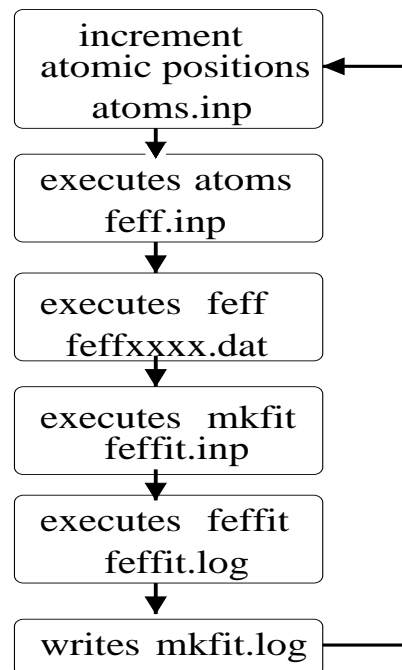 increment
atomic positions
atoms.inp
executes atoms
feff.inp
executes feff
feffxxxx.dat
executes mkfit
feffit.inp
executes feffit
feffit.log
writes mkfit.log